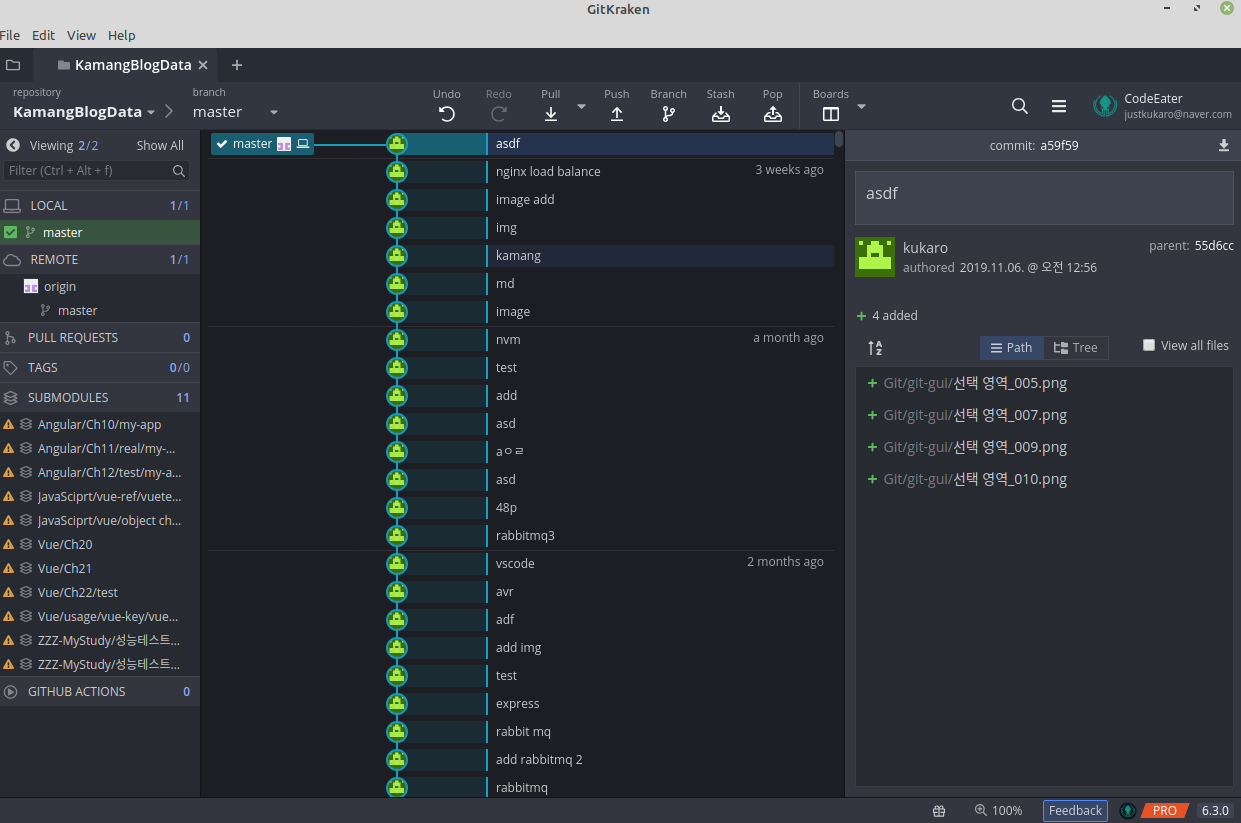 GitKraken
File Edit View Help
KamangBlogData
repository
KamangBlogData
branch
master
Undo
Redo
Pull
Push
Branch
Stash
Pop
Boards
CodeEater
justkukaro@naver.com
Viewing 2/2
Show All
Filter (Ctrl + Alt + f)
LOCAL 1/1
master
REMOTE 1/1
origin
master
PULL REQUESTS 0
TAGS 0/0
SUBMODULES 11
Angular/Ch10/my-app
Angular/Ch11/real/my-...
Angular/Ch12/test/my-a...
JavaSciprt/vue-ref/vuete...
JavaSciprt/vue/object ch...
Vue/Ch20
Vue/Ch21
Vue/Ch22/test
Vue/usage/vue-key/vue...
ZZZ-MyStudy/성능테스트...
ZZZ-MyStudy/성능테스트...
GITHUB ACTIONS 0
master
asdf
nginx load balance 3 weeks ago
image add
img
kamang
md
image
nvm a month ago
test
add
asd
aㅇㄹ
asd
48p
rabbitmq3
vscode 2 months ago
avr
adf
add img
test
express
rabbit mq
add rabbitmq 2
rabbitmq
commit: a59f59
asdf
kukaro
parent: 55d6cc
authored 2019.11.06. @ 오전 12:56
4 added
A
Z
Path
Tree
View all files
Git/git-gui/선택 영역_005.png
Git/git-gui/선택 영역_007.png
Git/git-gui/선택 영역_009.png
Git/git-gui/선택 영역_010.png
100%
Feedback
PRO
6.3.0